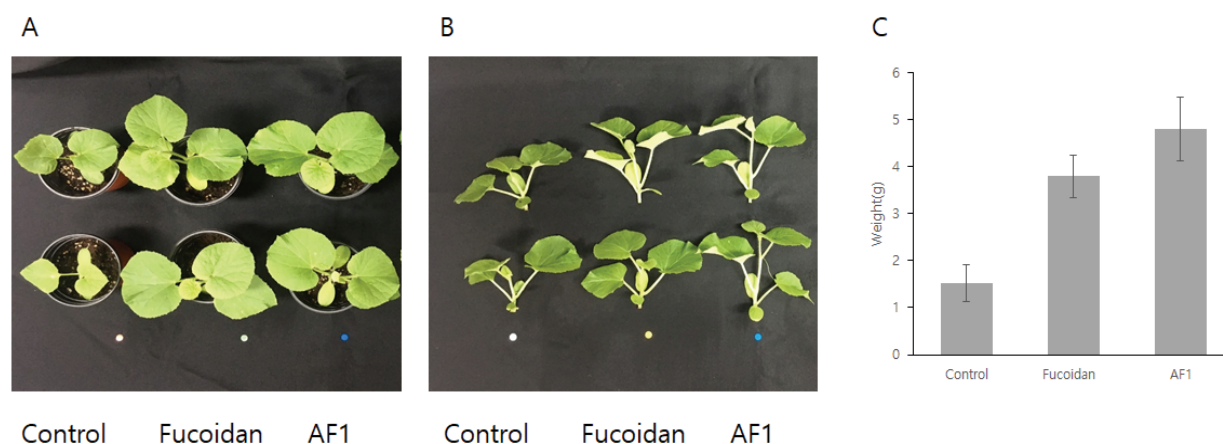 A
B
C
Weight(g)
6
5
4
3
2
1
0
Control
Fucoidan
AF1
Control Fucoidan AF1
Control Fucoidan AF1